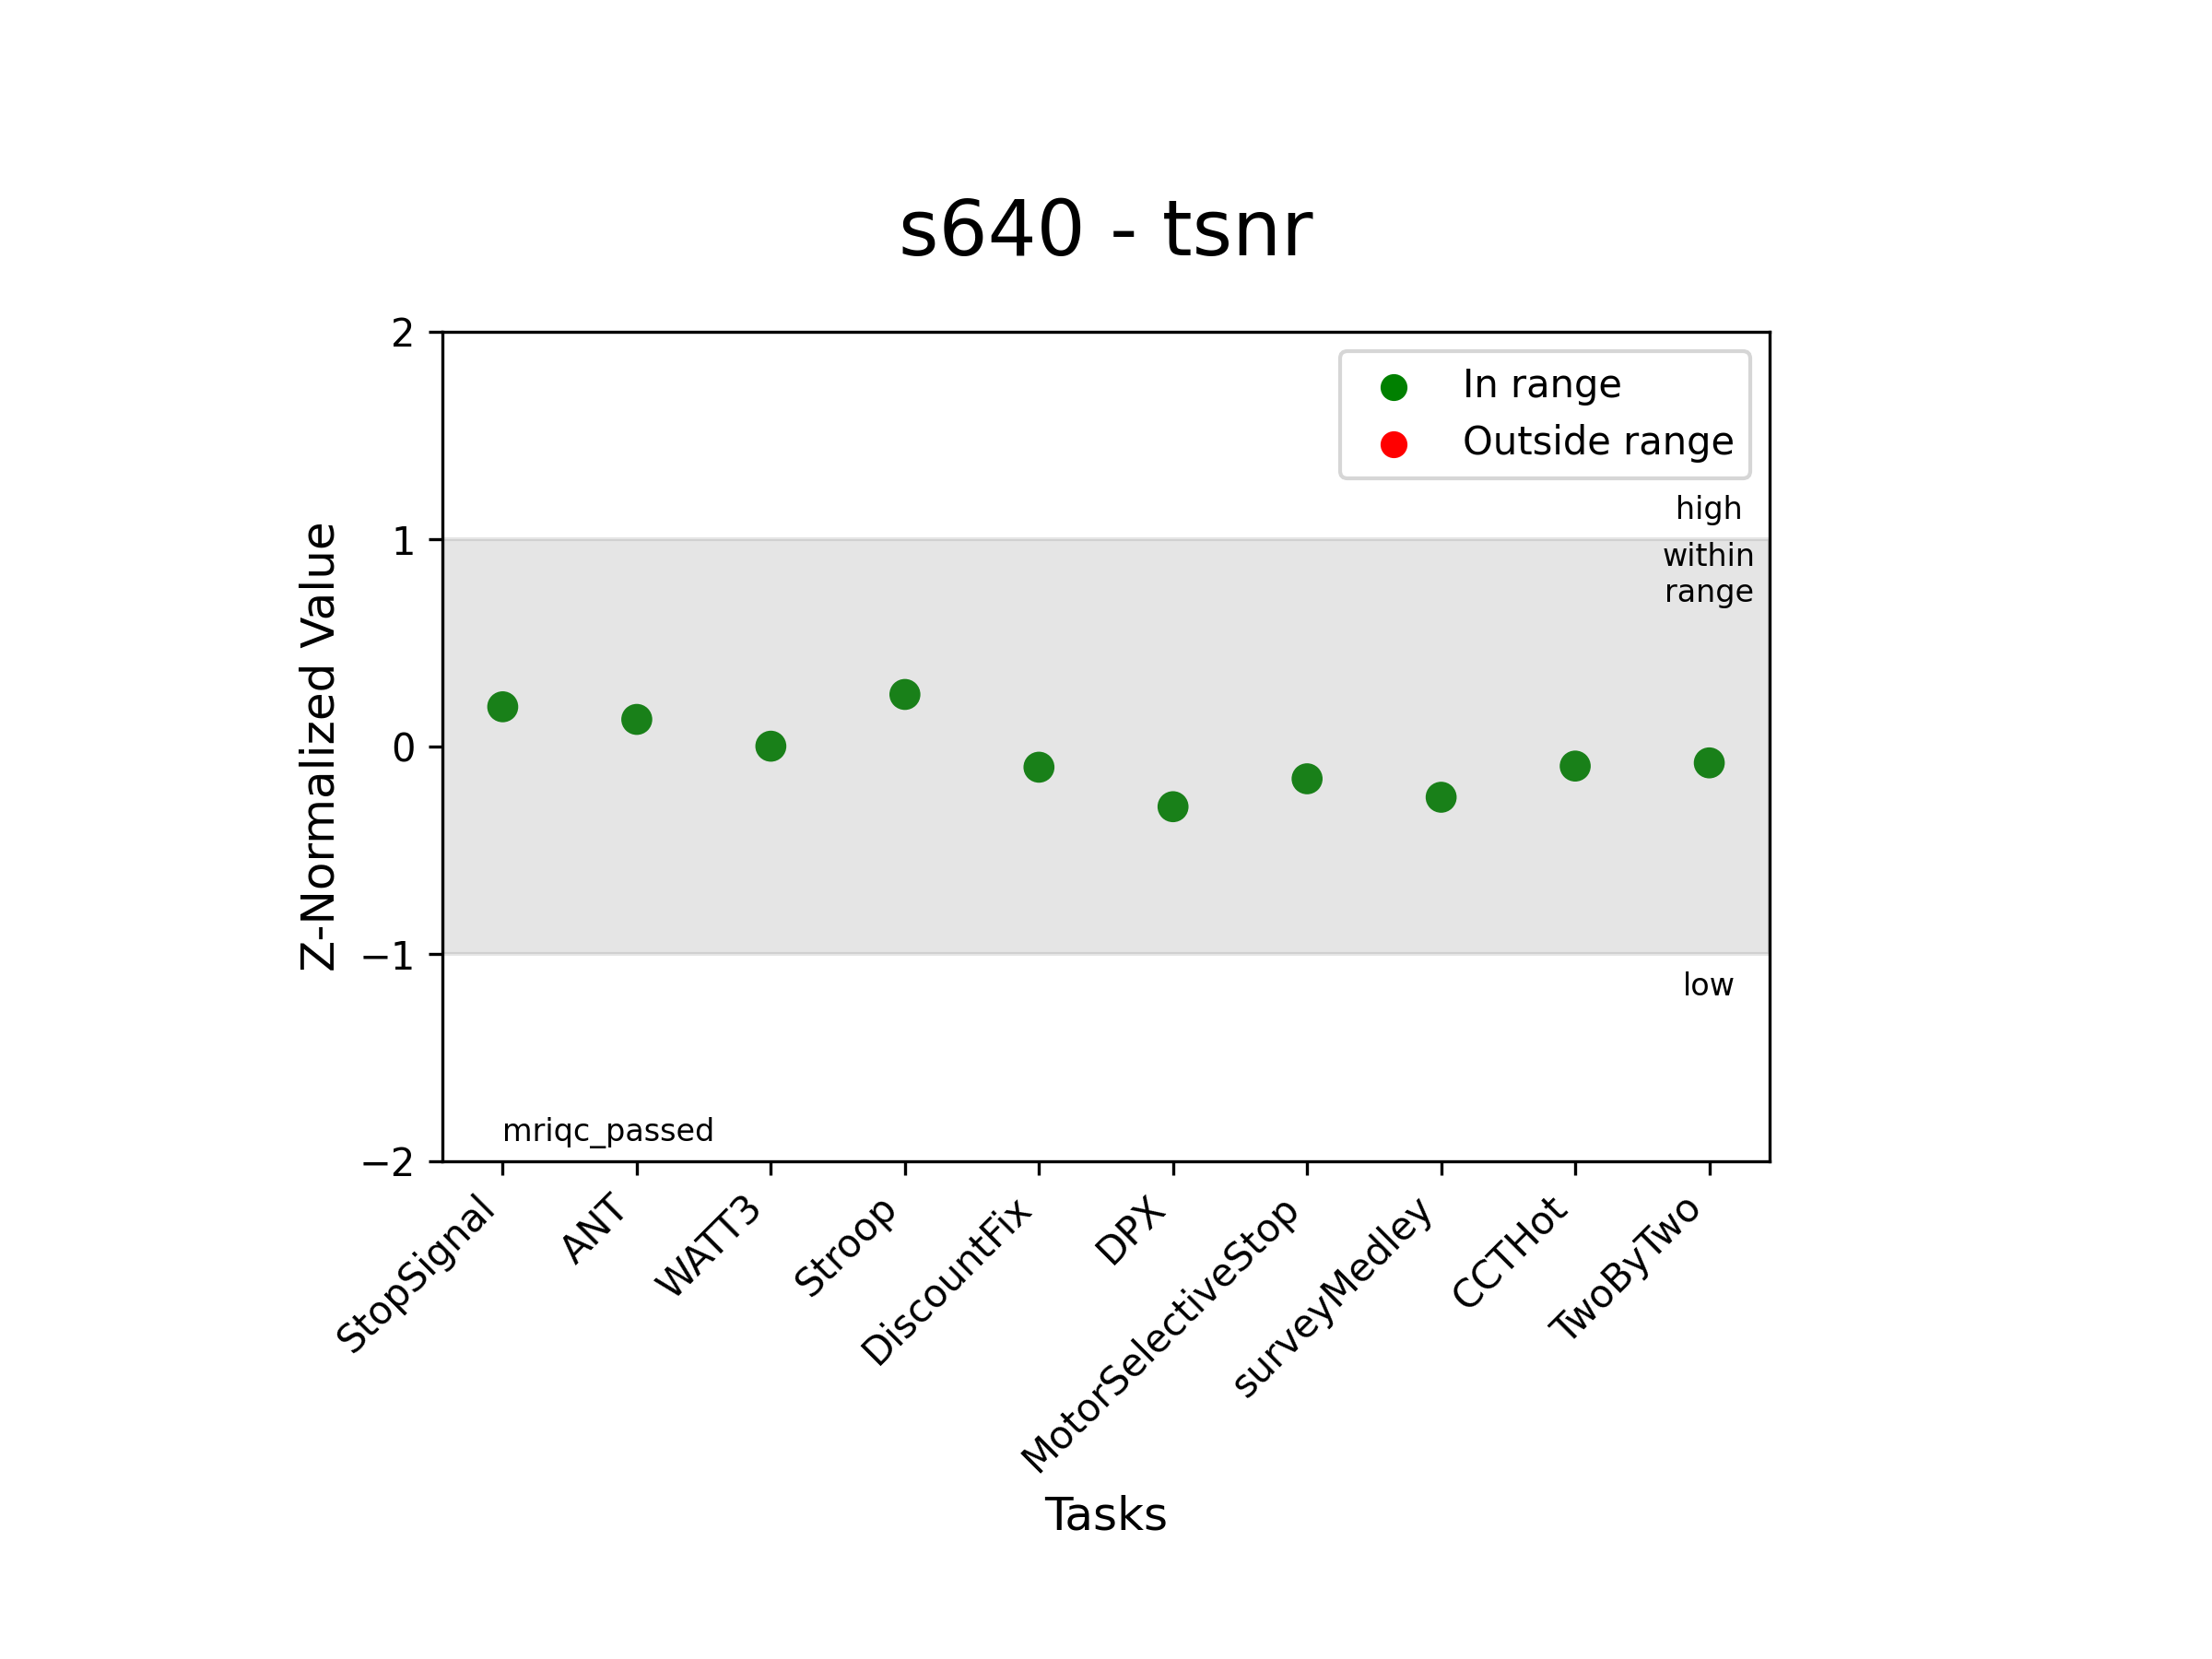 s640 - tsnr
2
In range
Outside range
high
1
within
range
0
−1
low
mriqc_passed
−2
Z-Normalized Value
StopSignal
ANT
WATT3
Stroop
DiscountFix
DPX
MotorSelectiveStop
surveyMedley
CCTHot
TwoByTwo
Tasks